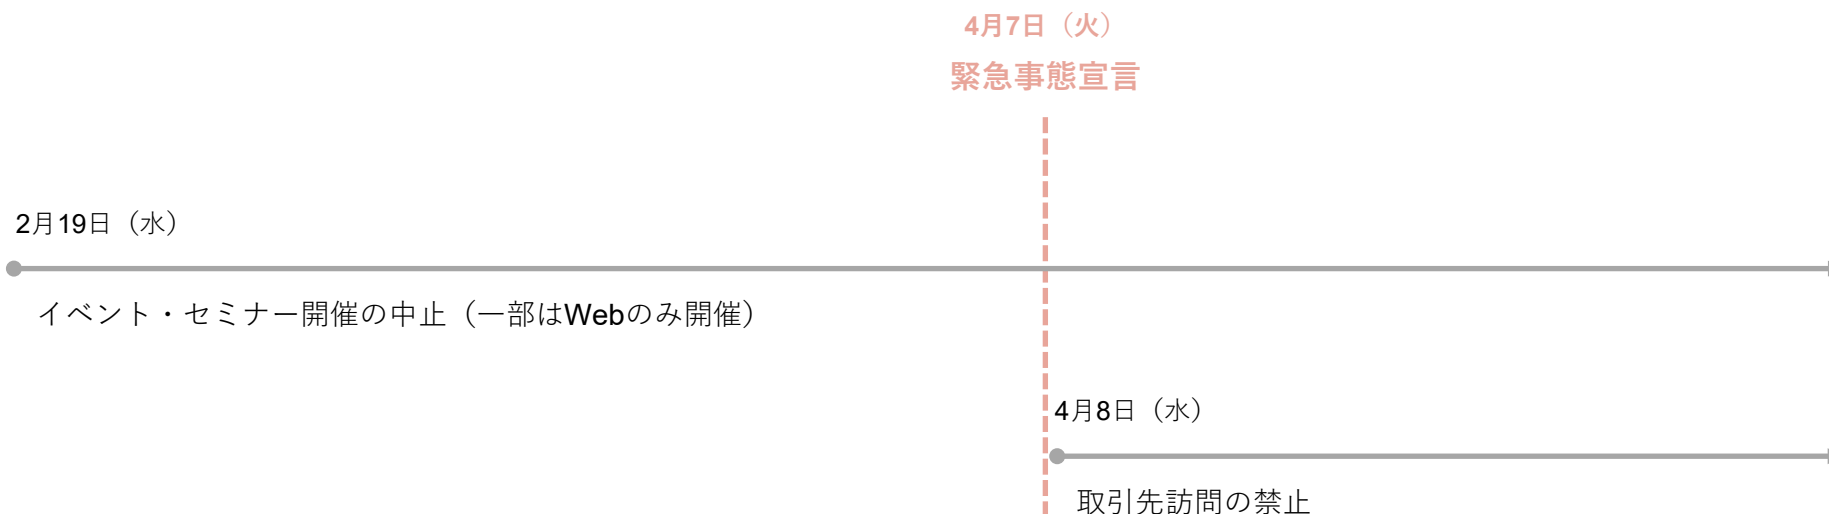 4月7日（火）
緊急事態宣言
2月19日（水）
イベント・セミナー開催の中止（一部はWebのみ開催）
4月8日（水）
取引先訪問の禁止